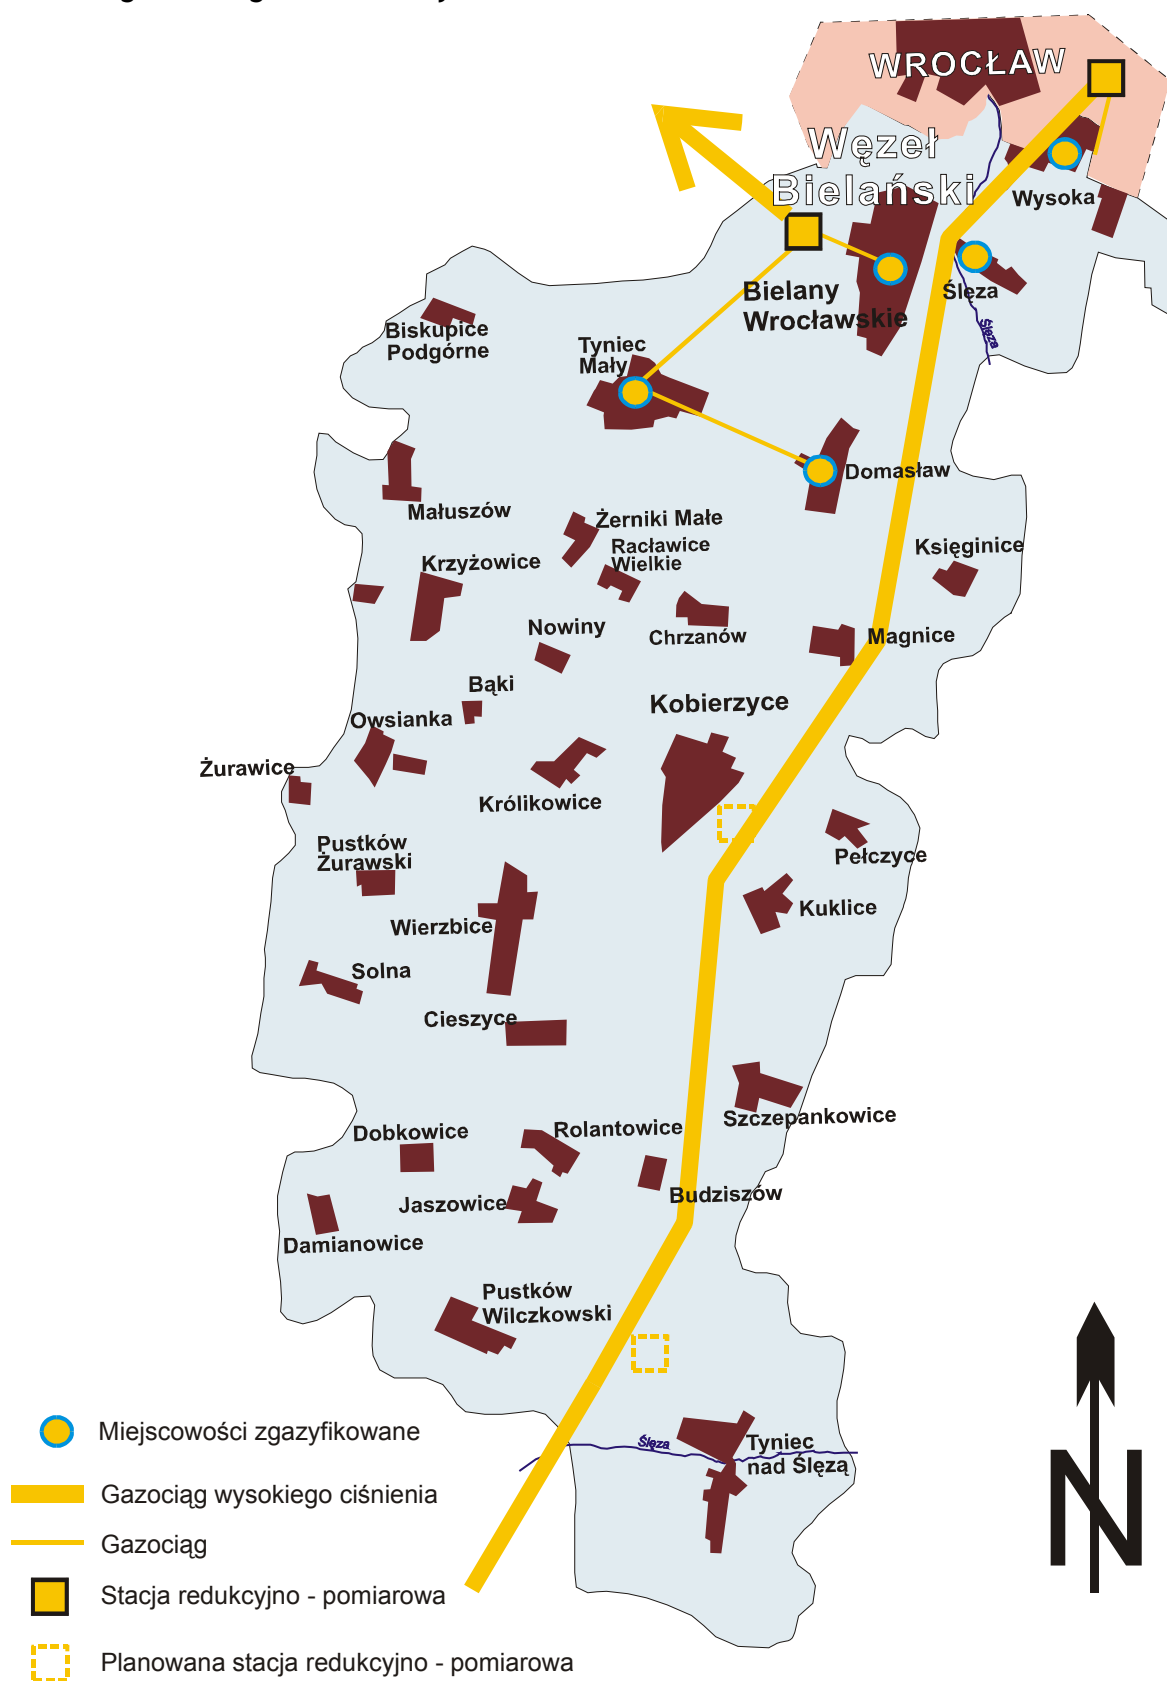 WROCŁAW
Węzeł
Bielański
Wysoka
Ślęza
Bielany
Wrocławskie
Ślęza
Biskupice
Podgórne
Tyniec
Mały
Domasław
Małuszów
Żerniki Małe
Racławice
Wielkie
Księginice
Krzyżowice
Nowiny
Chrzanów
Magnice
Bąki
Kobierzyce
Owsianka
Żurawice
Królikowice
Pustków
Żurawski
Pełczyce
Wierzbice
Kuklice
Solna
Cieszyce
Szczepankowice
Dobkowice
Rolantowice
Jaszowice
Budziszów
Damianowice
Pustków
Wilczkowski
Ślęza
Tyniec
nad Ślęzą
Miejscowości zgazyfikowane
Gazociąg wysokiego ciśnienia
Gazociąg
Stacja redukcyjno - pomiarowa
Planowana stacja redukcyjno - pomiarowa
N